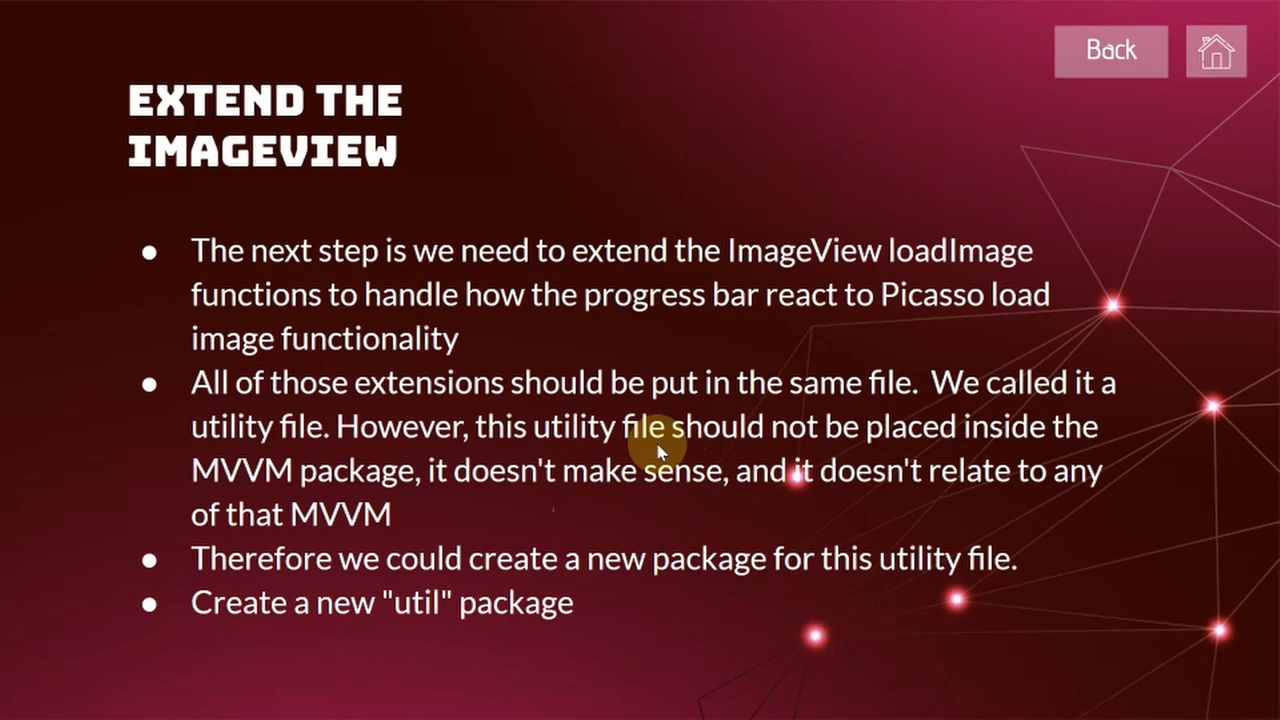 Back
EXTEND THE
IMAGEVIEW
● The next step is we need to extend the ImageView loadImage
functions to handle how the progress bar react to Picasso load
image functionality
● All of those extensions should be put in the same file.  We called it a
utility file. However, this utility file should not be placed inside the
MVVM package, it doesn't make sense, and it doesn't relate to any
of that MVVM
● Therefore we could create a new package for this utility file.
● Create a new "util" package